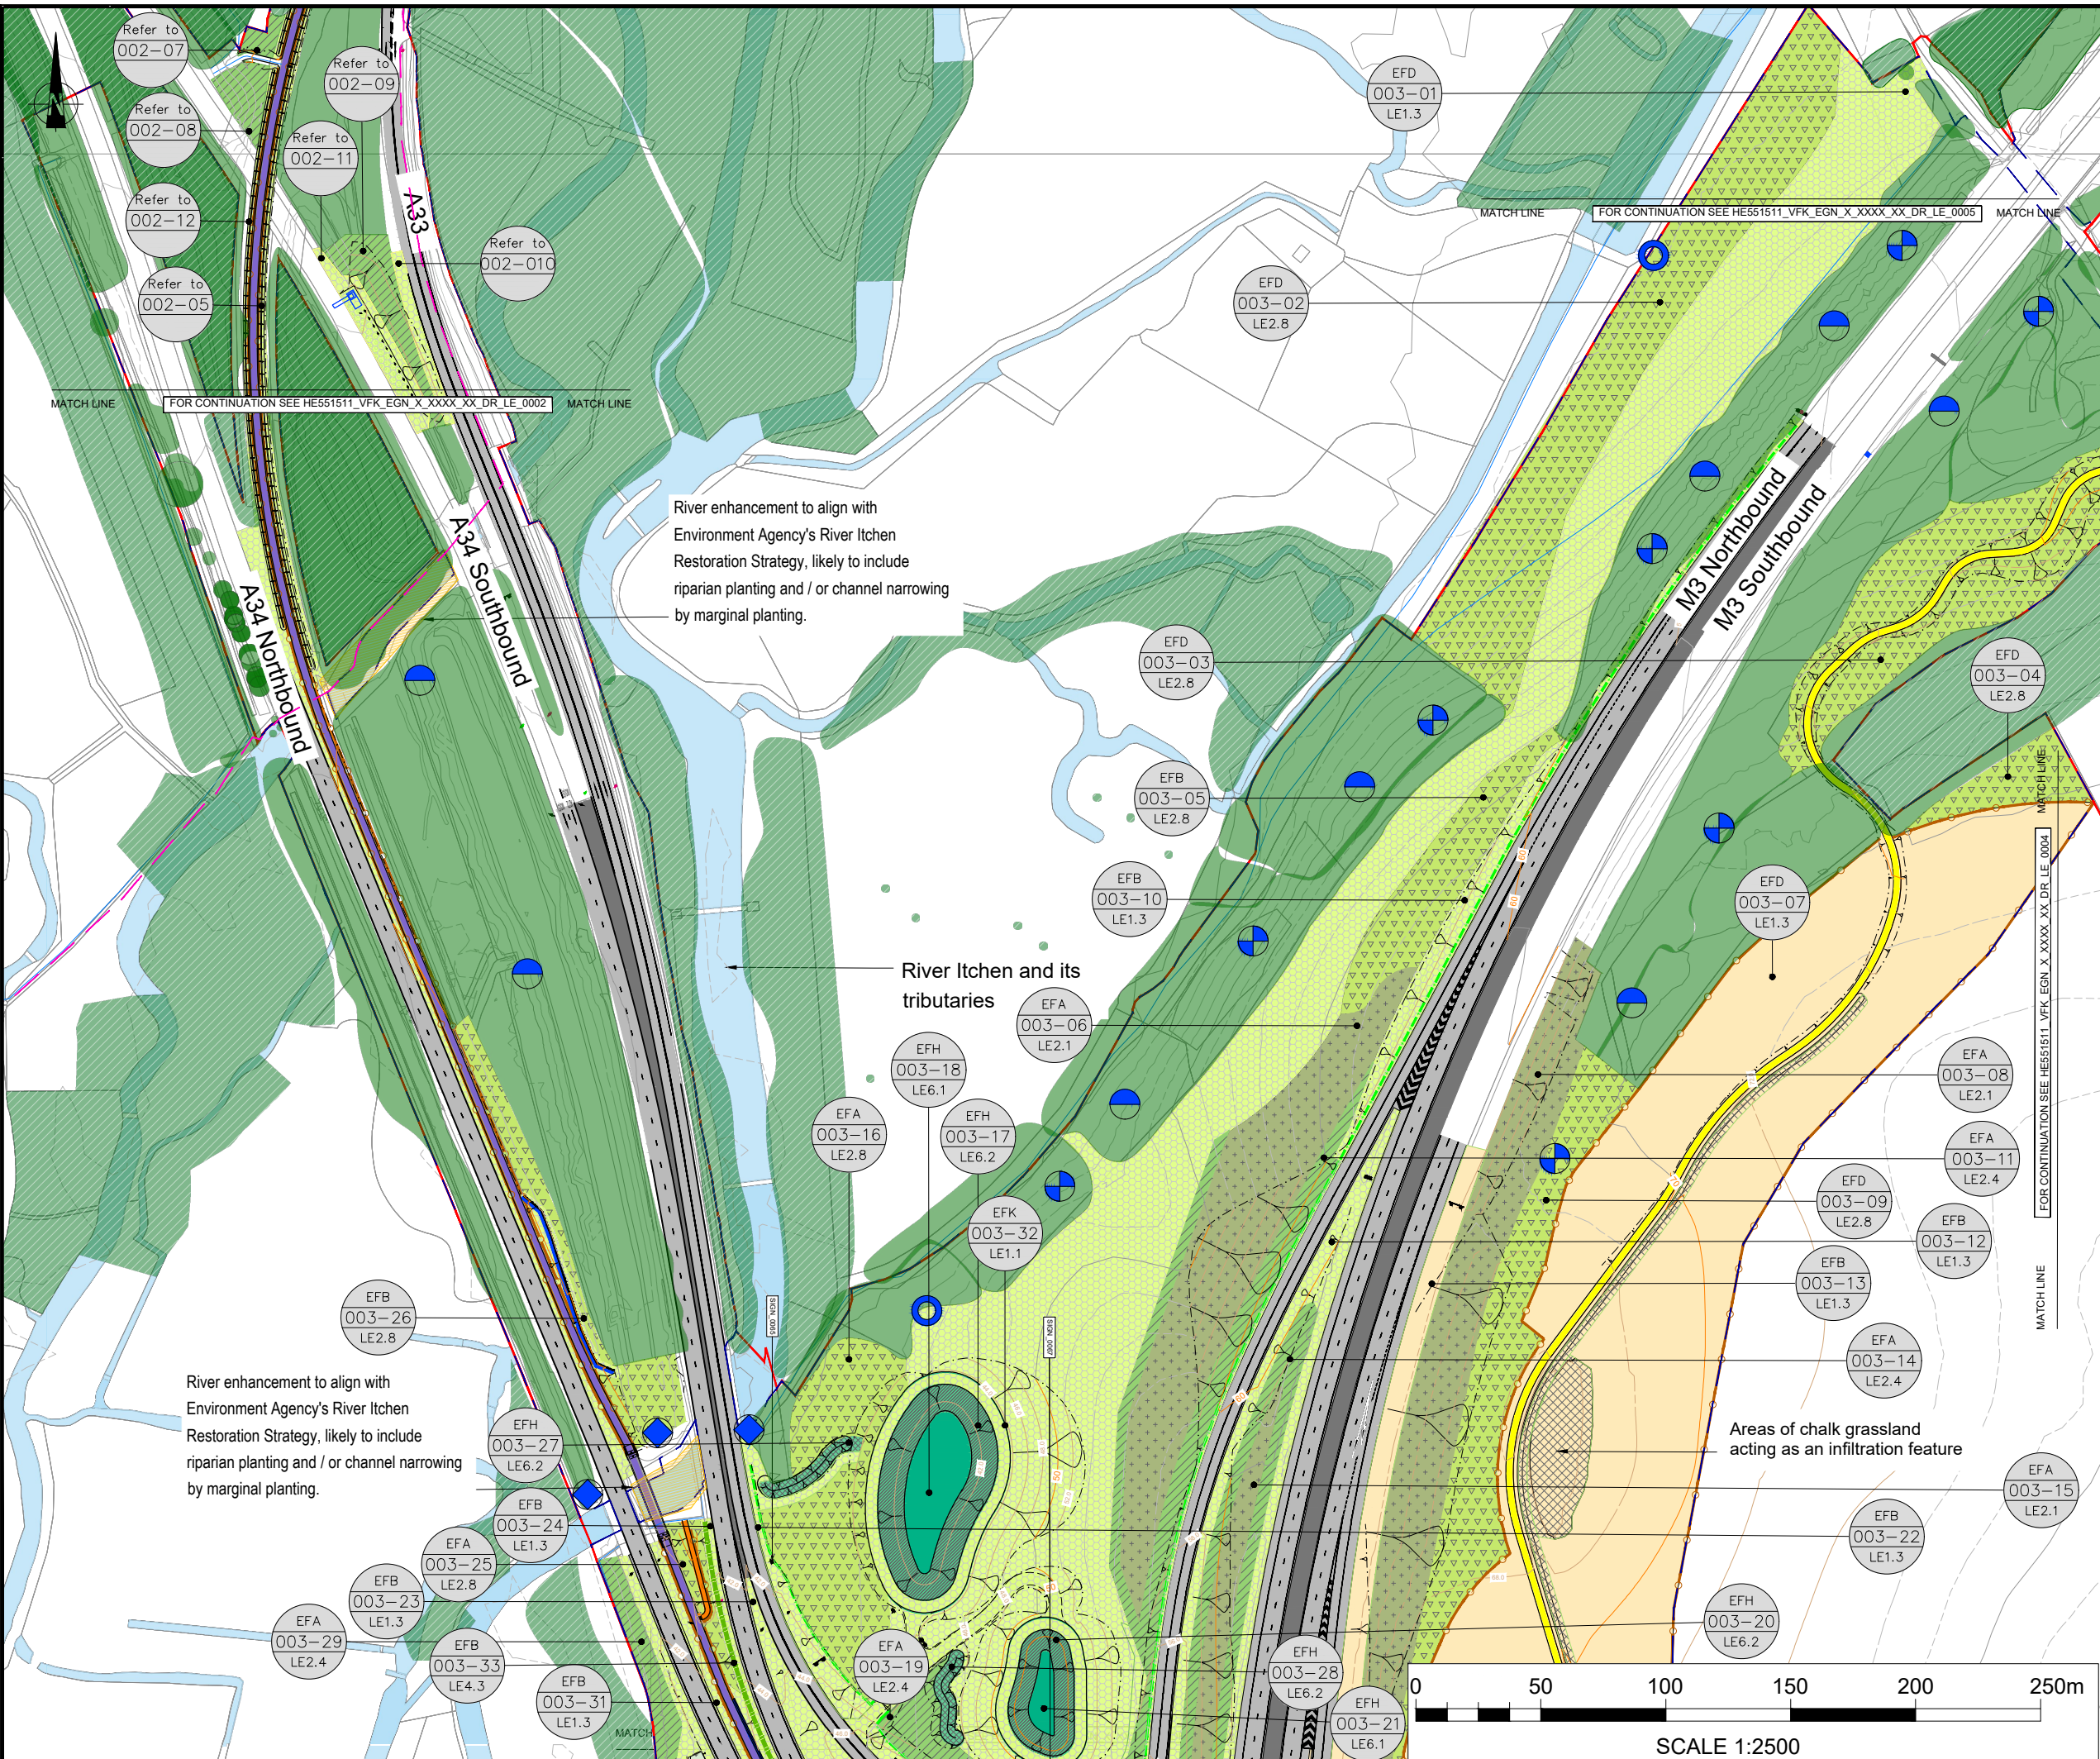 Refer to
002-07
Refer to
002-09
Refer to
002-08
Refer to
002-11
Refer to
002-12
Refer to
002-010
Refer to
002-05
A33
MATCH LINE
FOR CONTINUATION SEE HE551511_VFK_EGN_X_XXXX_XX_DR_LE_0002
MATCH LINE
EFD
003-01
LE1.3
MATCH LINE
FOR CONTINUATION SEE HE551511_VFK_EGN_X_XXXX_XX_DR_LE_0005
MATCH LINE
EFD
003-02
LE2.8
River enhancement to align with
Environment Agency's River Itchen
Restoration Strategy, likely to include
riparian planting and / or channel narrowing
by marginal planting.
A34 Southbound
A34 Northbound
M3 Northbound
M3 Southbound
EFD
003-03
LE2.8
EFD
003-04
LE2.8
EFB
003-05
LE2.8
EFB
003-10
LE1.3
EFD
003-07
LE1.3
MATCH LINE
FOR CONTINUATION SEE HE551511_VFK_EGN_X_XXXX_XX_DR_LE_0004
MATCH LINE
60
60
River Itchen and its
tributaries
EFA
003-06
LE2.1
EFH
003-18
LE6.1
EFA
003-16
LE2.8
EFH
003-17
LE6.2
EFK
003-32
LE1.1
EFA
003-08
LE2.1
EFA
003-11
LE2.4
EFD
003-09
LE2.8
EFB
003-12
LE1.3
EFB
003-13
LE1.3
EFA
003-14
LE2.4
70
60
50
50
68.0
EFB
003-26
LE2.8
SIGN_0065
SIGN_0067
River enhancement to align with
Environment Agency's River Itchen
Restoration Strategy, likely to include
riparian planting and / or channel narrowing
by marginal planting.
Areas of chalk grassland
acting as an infiltration feature
EFH
003-27
LE6.2
EFA
003-15
LE2.1
EFB
003-24
LE1.3
EFB
003-22
LE1.3
EFA
003-25
LE2.8
EFB
003-23
LE1.3
EFH
003-20
LE6.2
EFA
003-29
LE2.4
EFB
003-33
LE4.3
EFA
003-19
LE2.4
EFH
003-28
LE6.2
EFB
003-31
LE1.3
EFH
003-21
LE6.1
MATCH
0 50 100 150 200 250m
SCALE 1:2500